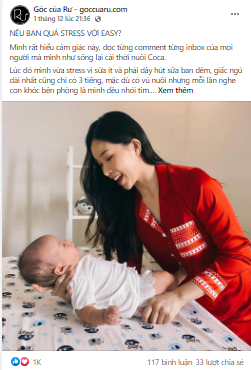 Góc của Rư - goccuaru.com
1 tháng 12 lúc 21:36
NẾU BẠN QUÁ STRESS VỚI EASY?
Mình rất hiểu cảm giác này, đọc từng comment từng inbox của mọi
người mà mình như sống lại cái thời nuôi Coca.
Lúc đó mình vừa stress vì sữa ít và phải dậy hút sữa ban đêm, giấc ngủ
dài nhất cũng chỉ có 3 tiếng, mặc dù có vú nuôi nhưng mỗi lần nghe
con khóc bên phòng là mình đều nhói tim... Xem thêm
1K
117 bình luận 33 lượt chia sẻ